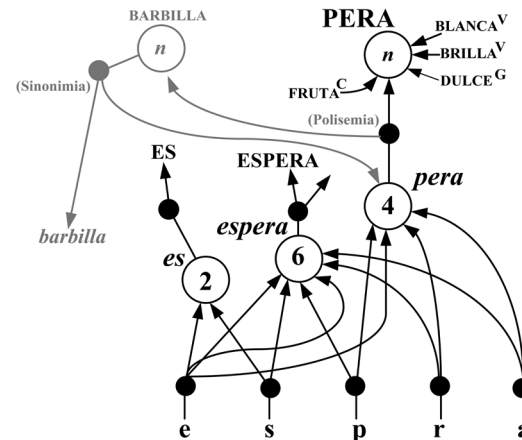 BARBILLA
n
(Sinonimia)
barbilla
PERA
n
BLANCA^V
BRILLA^V
DULCE^G
FRUTA^C
(Polisemia)
pera
4
ES
ESPERA
es
2
espera
6
e s p r a